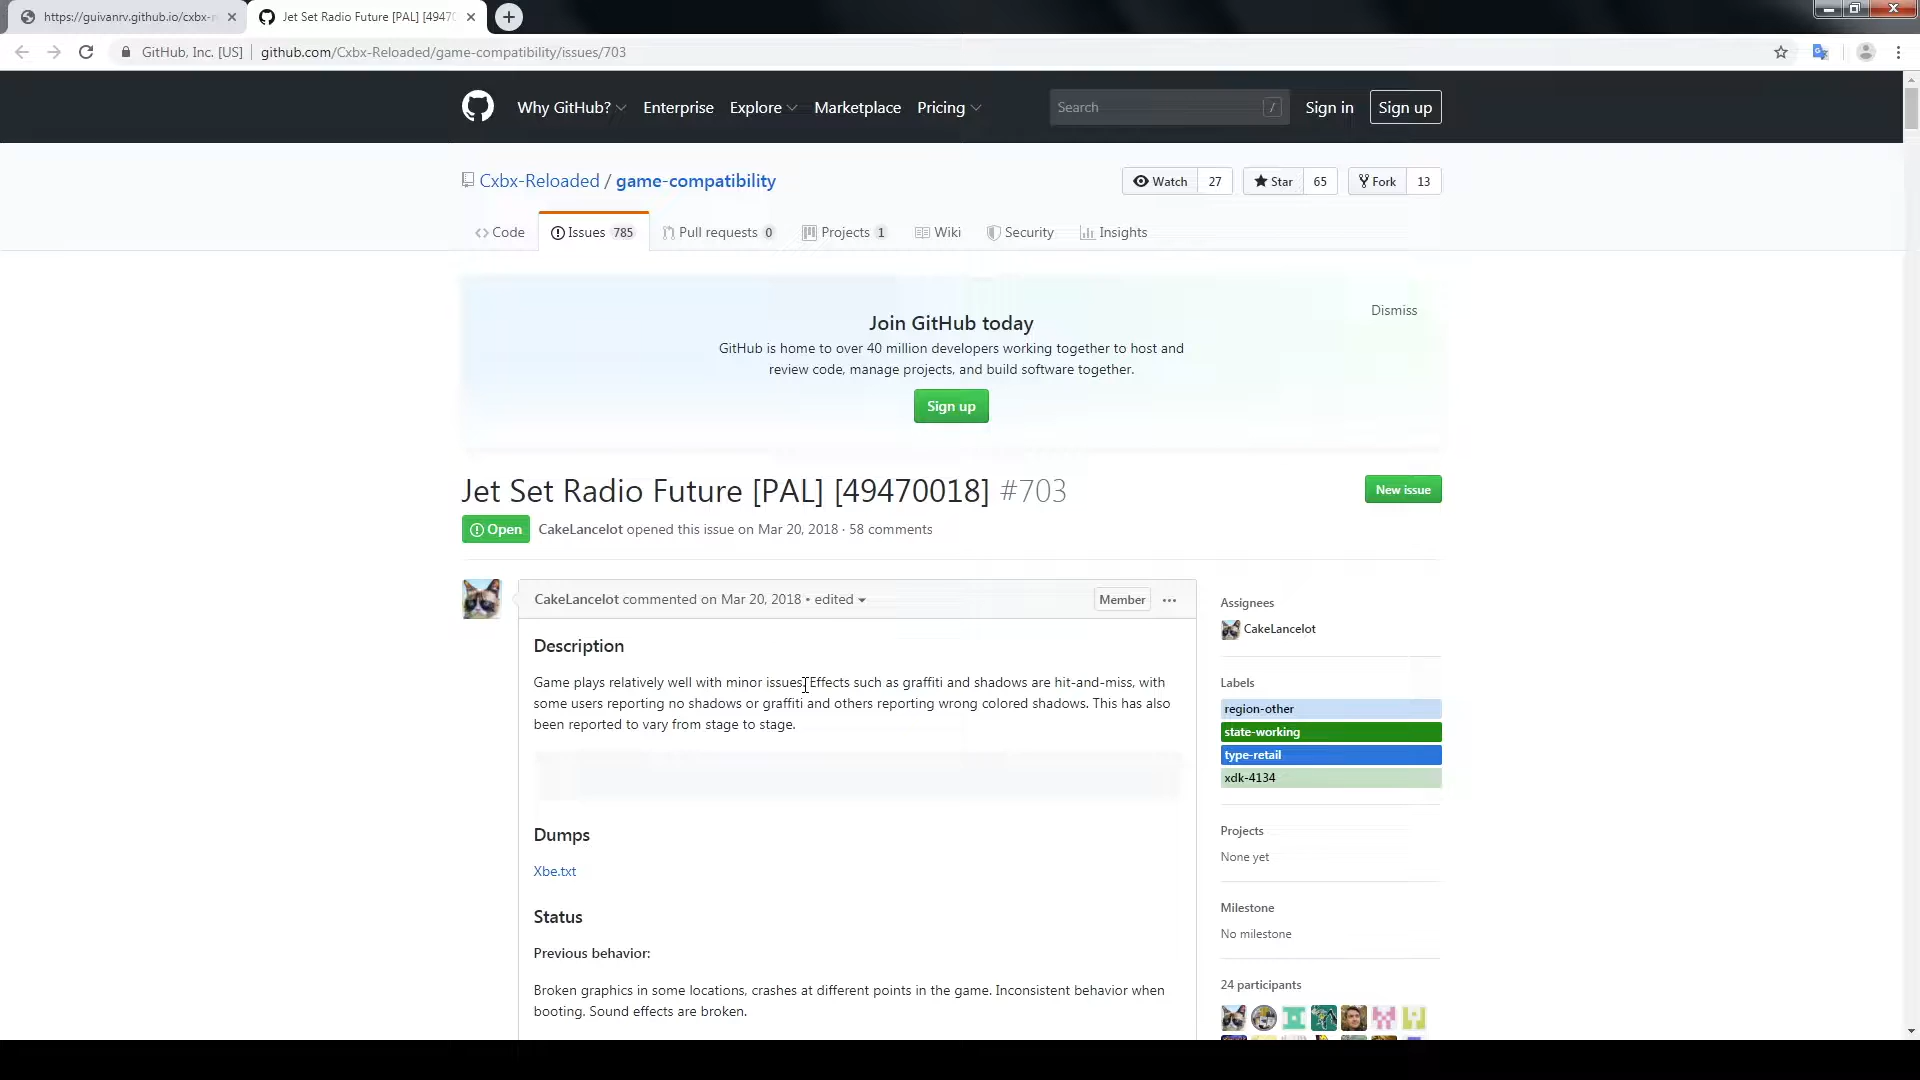 https://guivanrv.github.io/cxbx-r
Jet Set Radio Future [PAL] [4947
GitHub, Inc. [US]
github.com/Cxbx-Reloaded/game-compatibility/issues/703
Why GitHub?
Enterprise
Explore
Marketplace
Pricing
Search
/
Sign in
Sign up
Cxbx-Reloaded / game-compatibility
Watch 27
Star 65
Fork 13
Code
Issues 785
Pull requests 0
Projects 1
Wiki
Security
Insights
Dismiss
Join GitHub today
GitHub is home to over 40 million developers working together to host and
review code, manage projects, and build software together.
Sign up
Jet Set Radio Future [PAL] [49470018] #703
New issue
Open
CakeLancelot opened this issue on Mar 20, 2018 · 58 comments
CakeLancelot commented on Mar 20, 2018 • edited
Member
Description
Game plays relatively well with minor issues. Effects such as graffiti and shadows are hit-and-miss, with
some users reporting no shadows or graffiti and others reporting wrong colored shadows. This has also
been reported to vary from stage to stage.
Dumps
Xbe.txt
Status
Previous behavior:
Broken graphics in some locations, crashes at different points in the game. Inconsistent behavior when
booting. Sound effects are broken.
Assignees
CakeLancelot
Labels
region-other
state-working
type-retail
xdk-4134
Projects
None yet
Milestone
No milestone
24 participants